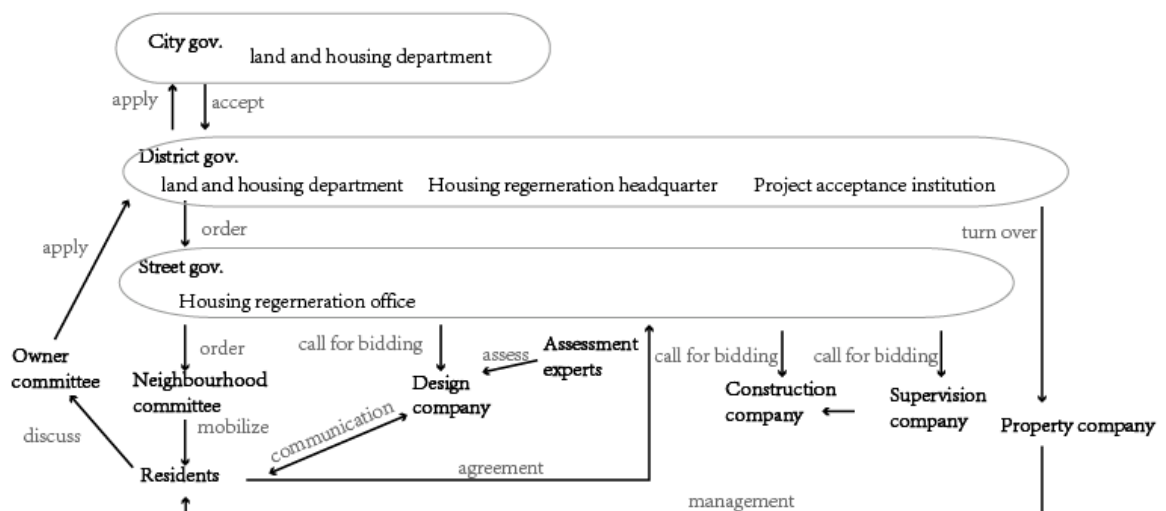 City gov.
land and housing department
apply
accept
District gov.
land and housing department
Housing regerneration headquarter
Project acceptance institution
apply
order
turn over
Street gov.
Housing regerneration office
order
call for bidding
assess
Assessment
experts
call for bidding
call for bidding
Owner
committee
Neighbourhood
committee
Design
company
Construction
company
Supervision
company
Property company
discuss
mobilize
communication
Residents
agreement
management